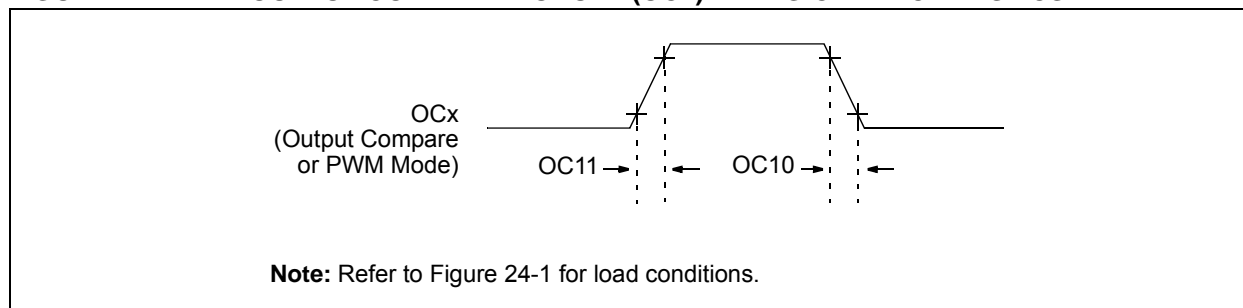 OCx
(Output Compare
or PWM Mode)
OC11
OC10
Note: Refer to Figure 24-1 for load conditions.